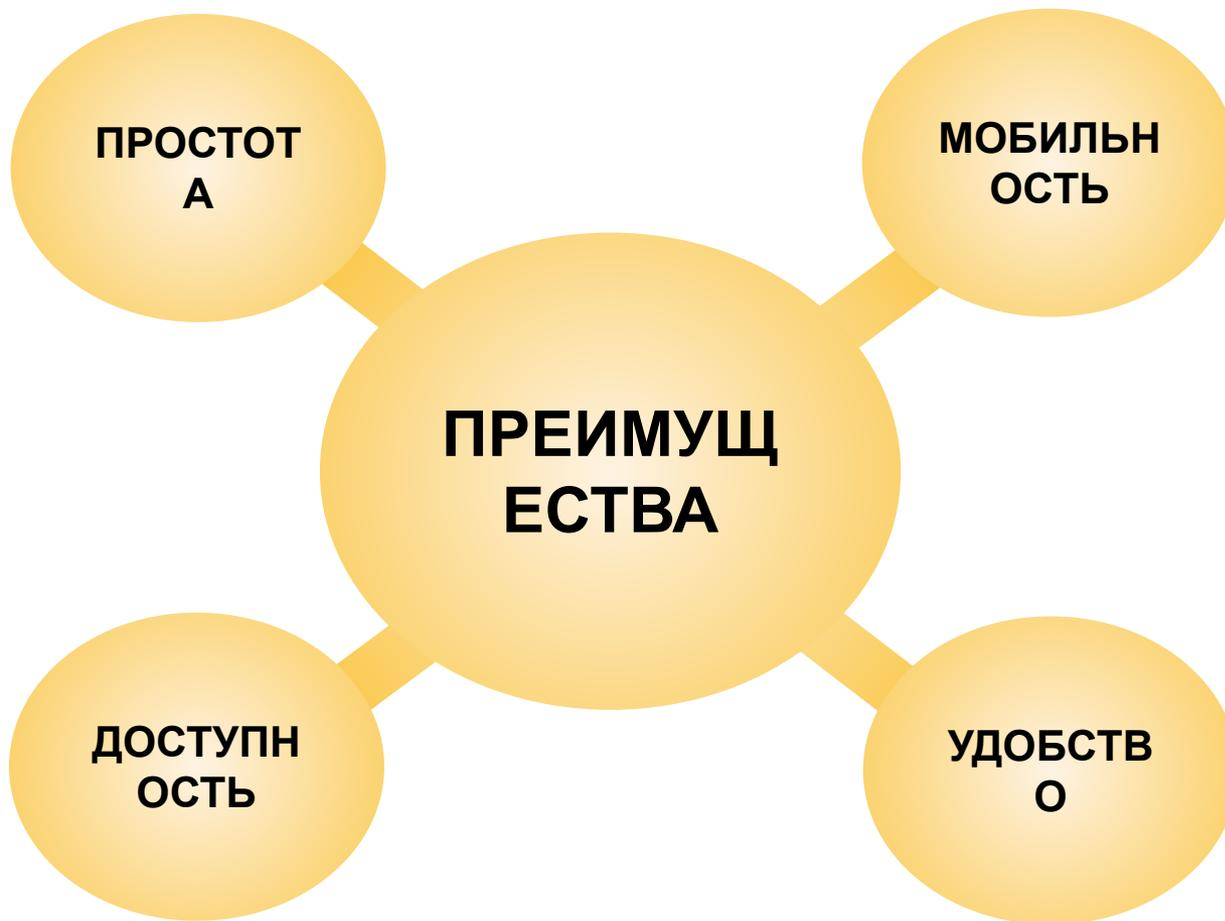 ПРОСТОТ
А
МОБИЛЬН
ОСТЬ
ПРЕИМУЩ
ЕСТВА
ДОСТУПН
ОСТЬ
УДОБСТВ
О